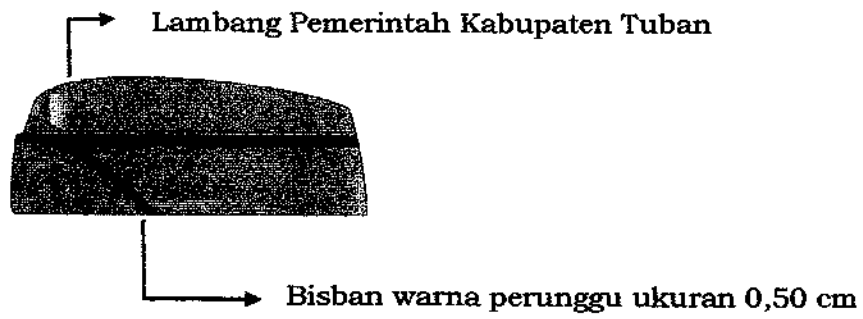 Lambang Pemerintah Kabupaten Tuban
Bisban warna perunggu ukuran 0,50 cm